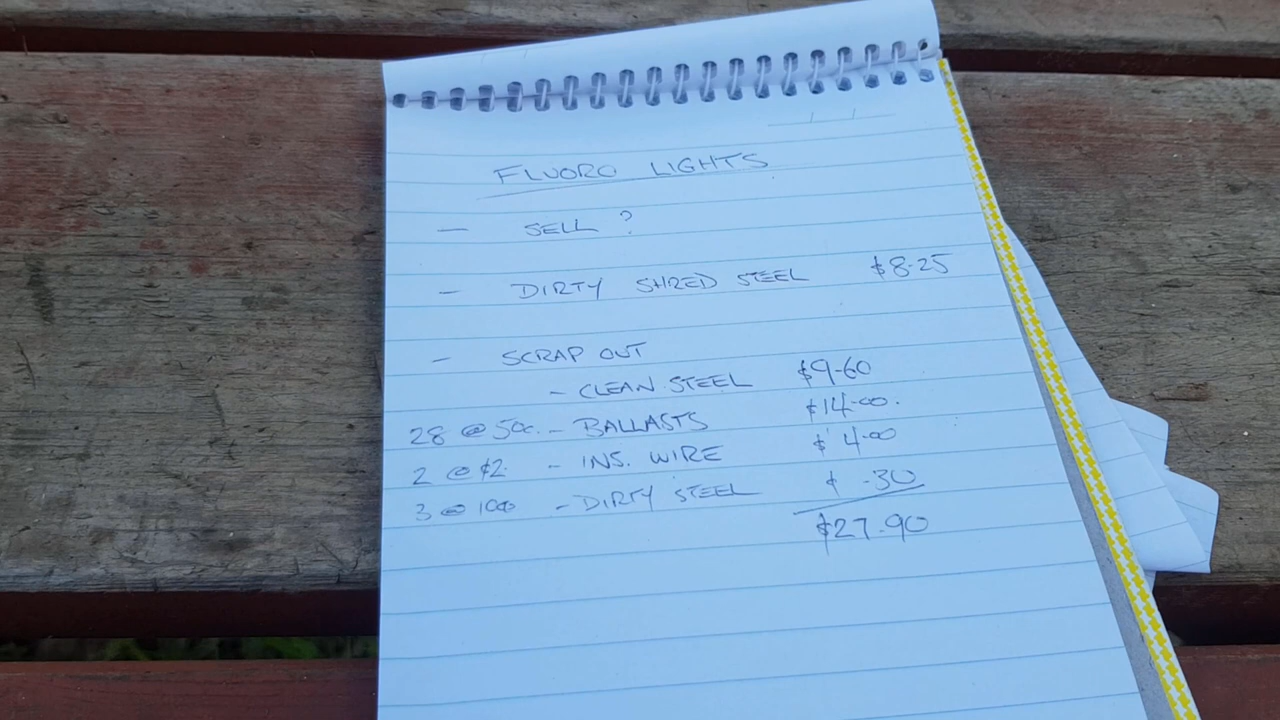 FLUORO LIGHTS
- SELL ?
- DIRTY SHRED STEEL $8.25
- SCRAP OUT
- CLEAN STEEL $9.60
28 @ 50c. - BALLASTS $14.00.
2 @ $2. - INS. WIRE $4.00
3 @ 10c - DIRTY STEEL $ .30
$27.90